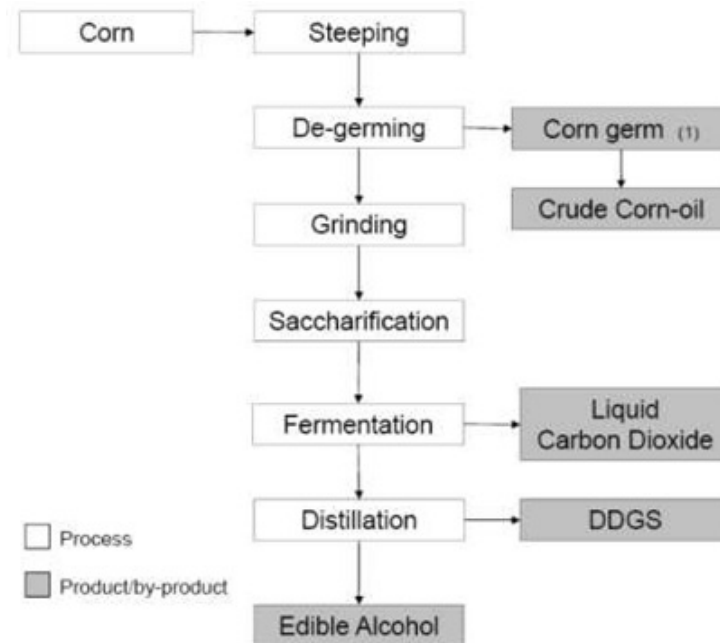 Corn
Steeping
De-germing
Corn germ (1)
Crude Corn-oil
Grinding
Saccharification
Fermentation
Liquid
Carbon Dioxide
Distillation
DDGS
Process
Product/by-product
Edible Alcohol